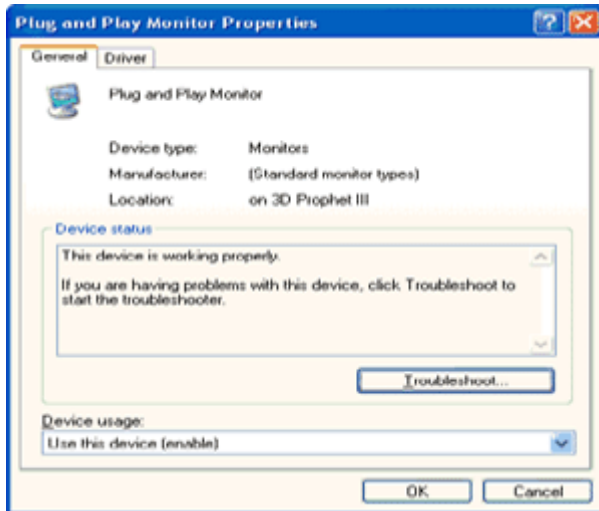 Plug and Play Monitor Properties
General Driver
Plug and Play Monitor
Device type: Monitors
Manufacturer: (Standard monitor types)
Location: on 3D Prophet III
Device status
This device is working properly.
If you are having problems with this device, click Troubleshoot to
start the troubleshooter.
Troubleshoot...
Device usage:
Use this device (enable)
OK Cancel